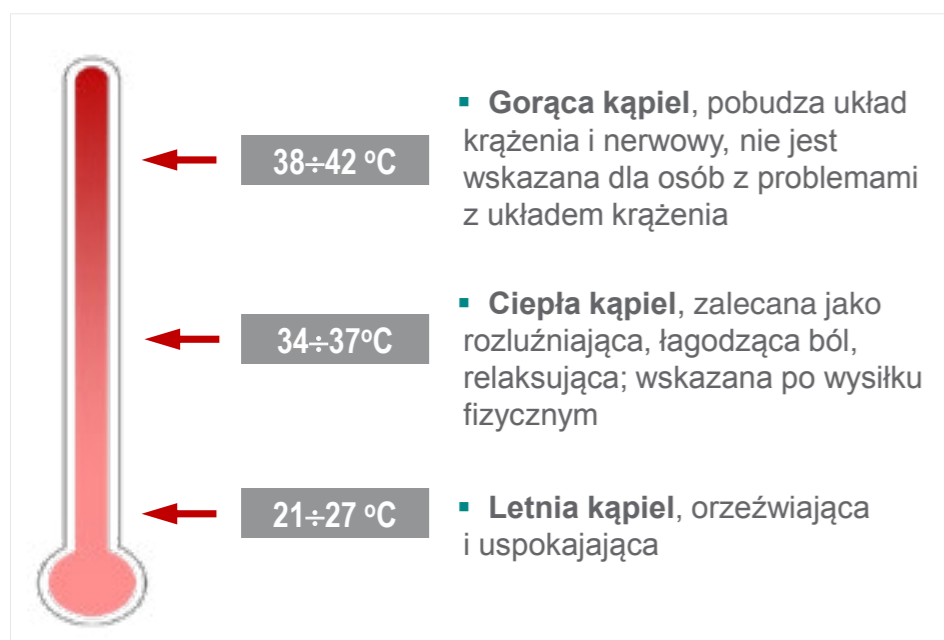 38÷42 °C
▪ Gorąca kąpiel, pobudza układ
krążenia i nerwowy, nie jest
wskazana dla osób z problemami
z układem krążenia
34÷37°C
▪ Ciepła kąpiel, zalecana jako
rozluźniająca, łagodząca ból,
relaksująca; wskazana po wysiłku
fizycznym
21÷27 °C
▪ Letnia kąpiel, orzeźwiająca
i uspokajająca